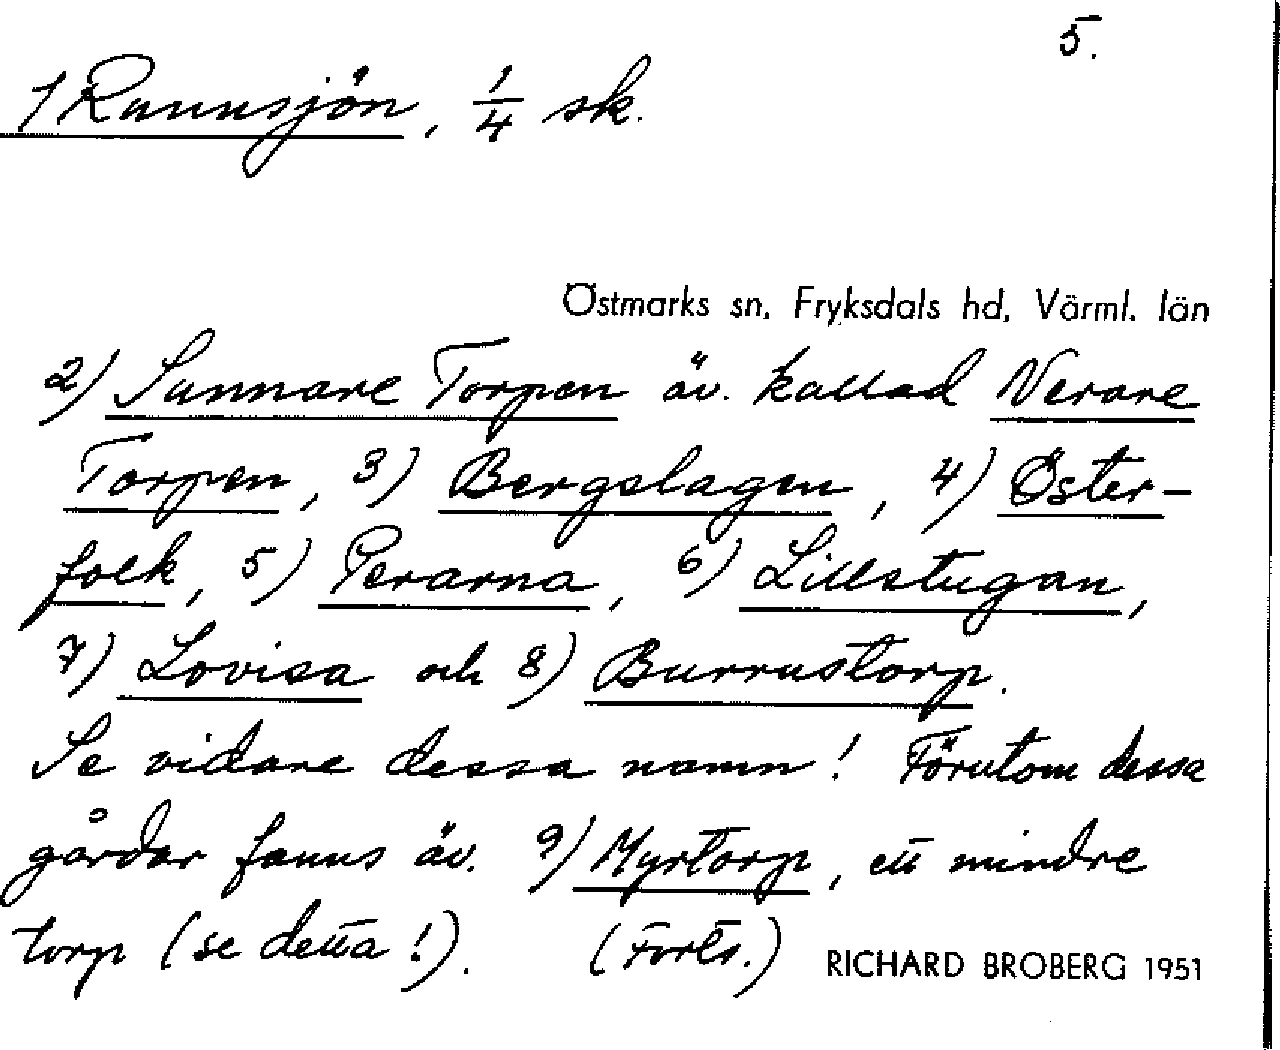 5.
1 Runnsjön, 1/4 sk.
Östmarks sn, Fryksdals hd, Värml. län
2) Sunnare Torpen äv. kallad Nerare
Torpen, 3) Bergslagen, 4) Öster-
folk, 5) Perarna, 6) Lillstugan,
7) Lovisa och 8) Burrustorp.
Se vidare dessa namn! Förutom dessa
gårdar fanns äv. 9) Myrtorp, ett mindre
torp (se detta!). (Forts.)
RICHARD BROBERG 1951